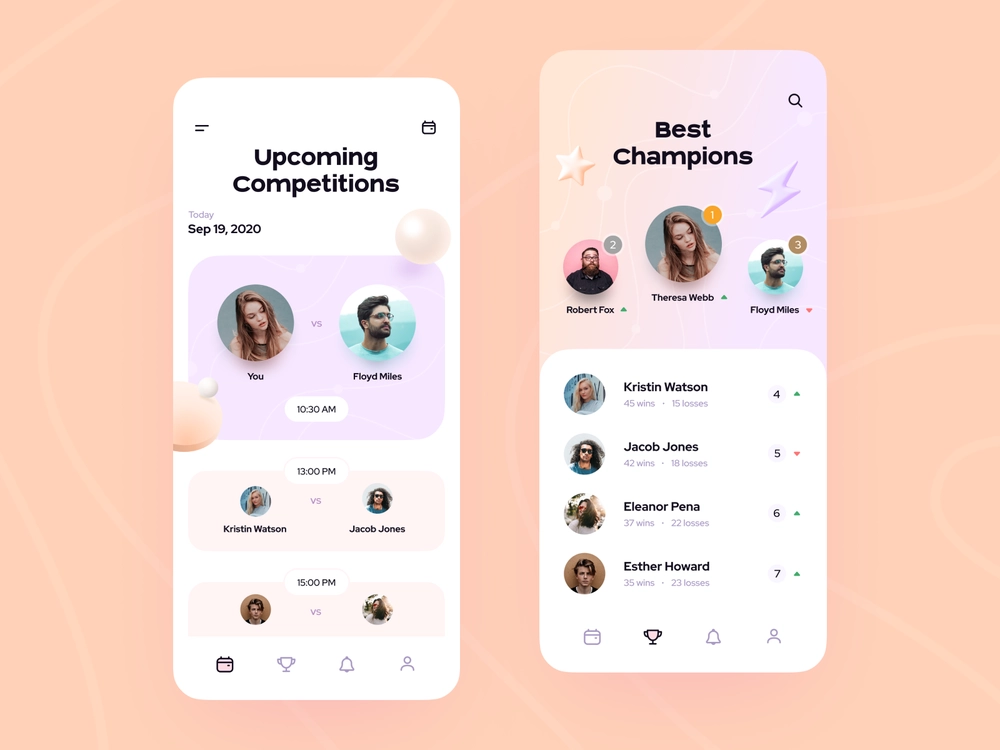 Upcoming
Competitions
Today
Sep 19, 2020
vs
You
Floyd Miles
10:30 AM
13:00 PM
vs
Kristin Watson
Jacob Jones
15:00 PM
vs
Best
Champions
1
2
3
Theresa Webb
Robert Fox
Floyd Miles
Kristin Watson
45 wins • 15 losses
4
Jacob Jones
42 wins • 18 losses
5
Eleanor Pena
37 wins • 22 losses
6
Esther Howard
35 wins • 23 losses
7